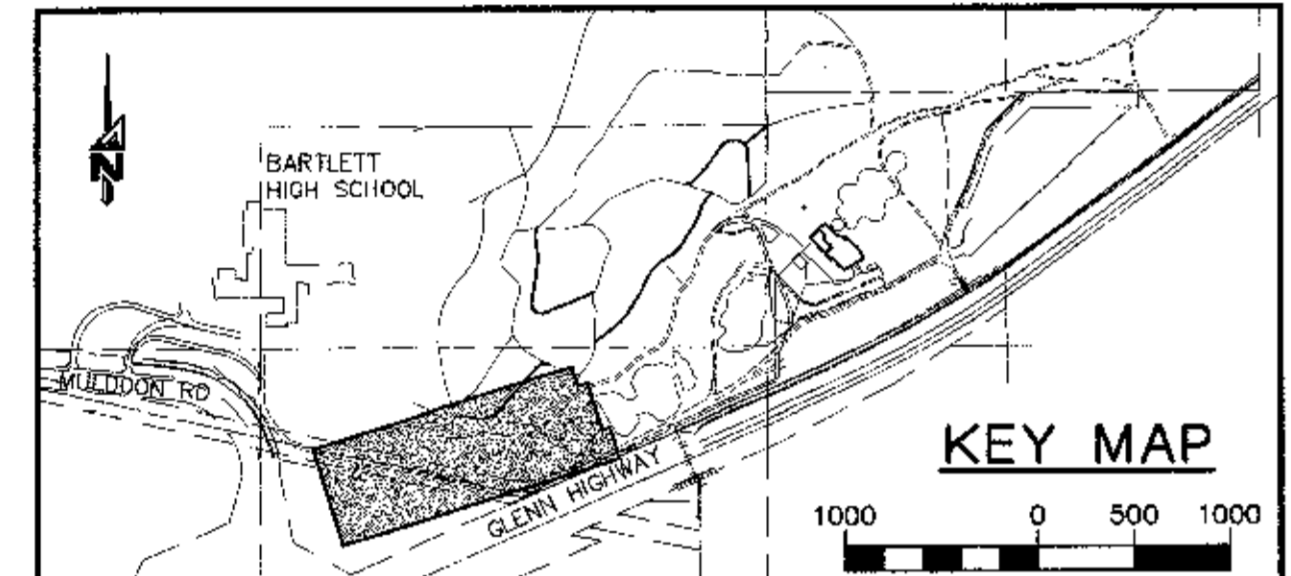 N
BARTLETT
HIGH SCHOOL
MULDOON RD
GLENN HIGHWAY
KEY MAP
1000 0 500 1000